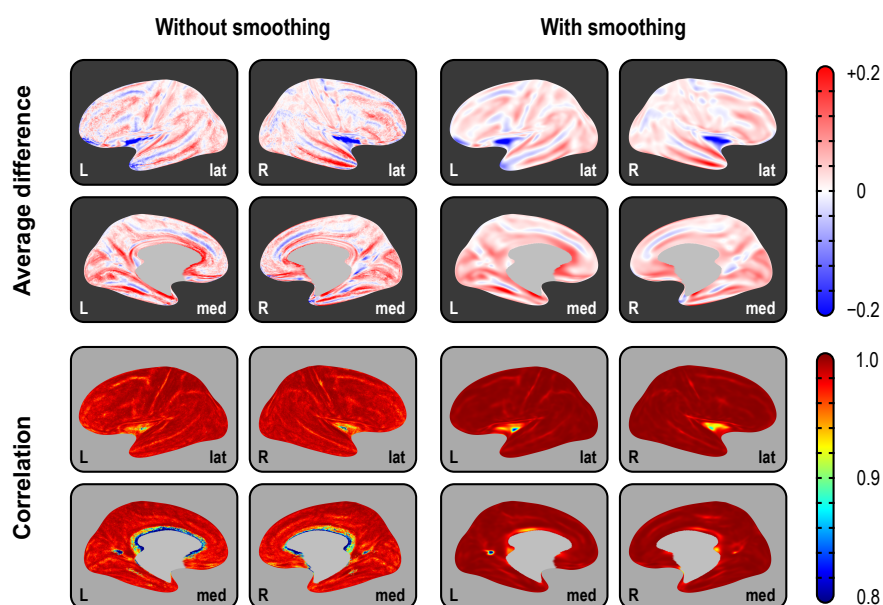 Without smoothing
With smoothing
Average difference
L lat
R lat
L lat
R lat
+0.2
0
−0.2
L med
R med
L med
R med
Correlation
L lat
R lat
L lat
R lat
1.0
0.9
0.8
L med
R med
L med
R med